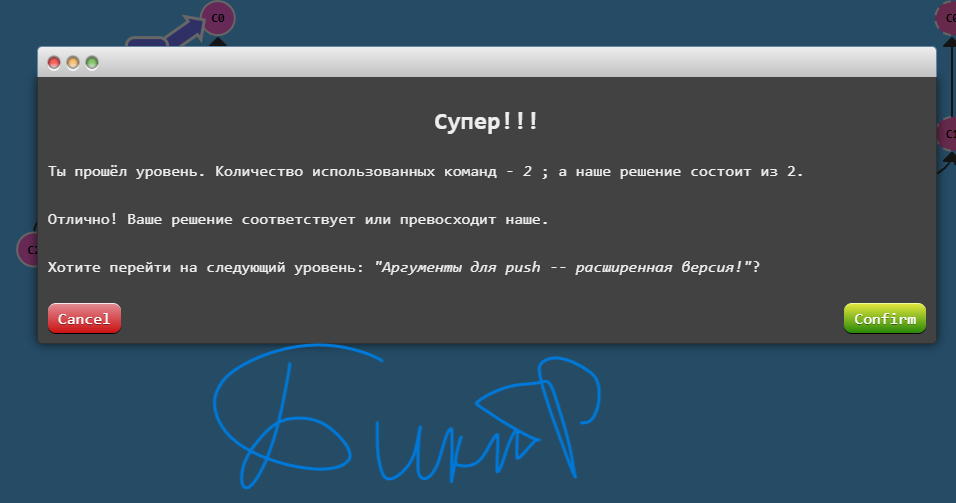 C0
C0
Супер!!!
Ты прошёл уровень. Количество использованных команд - 2 ; а наше решение состоит из 2.
Отлично! Ваше решение соответствует или превосходит наше.
Хотите перейти на следующий уровень: "Аргументы для push -- расширенная версия!"?
Cancel
Confirm